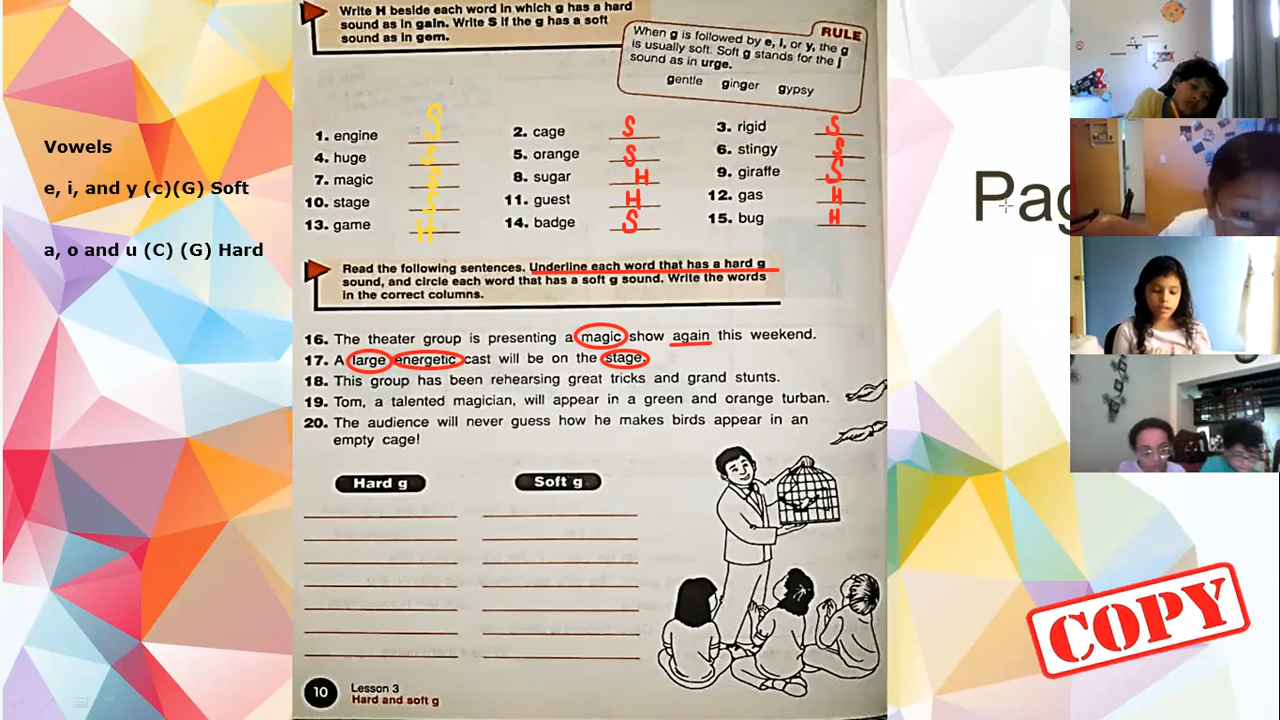 Vowels
e, i, and y (c)(G) Soft
a, o and u (C) (G) Hard
Write H beside each word in which g has a hard
sound as in gain. Write S if the g has a soft
sound as in gem.
RULE
When g is followed by e, i, or y, the g
is usually soft. Soft g stands for the j
sound as in urge.
gentle ginger gypsy
1. engine S 2. cage S 3. rigid S
4. huge S 5. orange S 6. stingy S
7. magic S 8. sugar H 9. giraffe S
10. stage S 11. guest H 12. gas H
13. game H 14. badge S 15. bug H
Read the following sentences. Underline each word that has a hard g
sound, and circle each word that has a soft g sound. Write the words
in the correct columns.
16. The theater group is presenting a magic show again this weekend.
17. A large energetic cast will be on the stage.
18. This group has been rehearsing great tricks and grand stunts.
19. Tom, a talented magician, will appear in a green and orange turban.
20. The audience will never guess how he makes birds appear in an
empty cage!
Hard g Soft g
10 Lesson 3
Hard and soft g
COPY